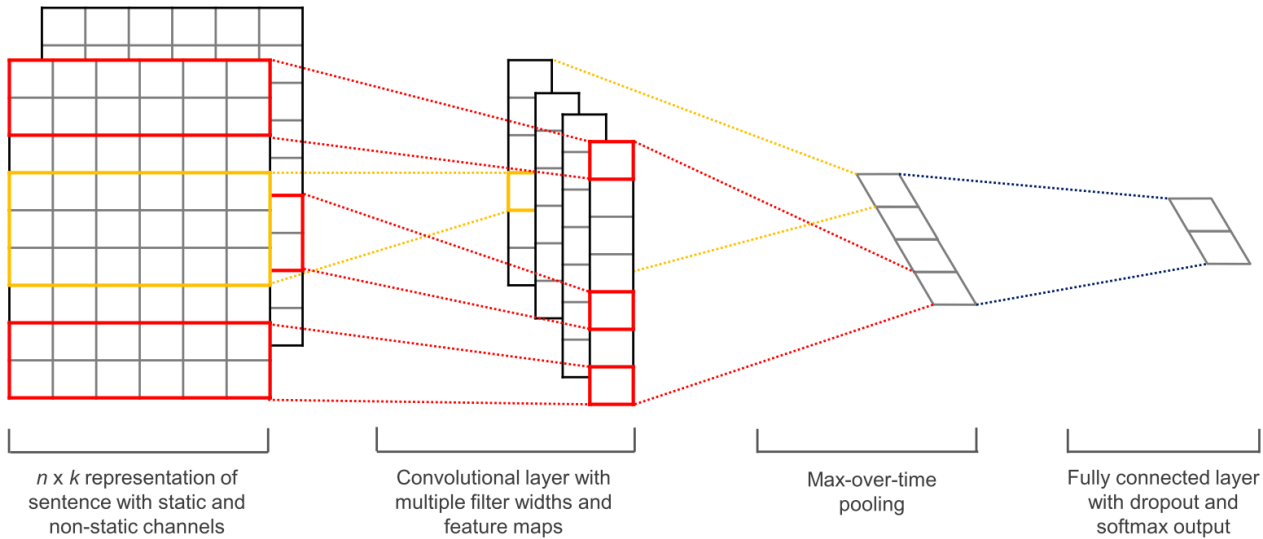 n x k representation of
sentence with static and
non-static channels
Convolutional layer with
multiple filter widths and
feature maps
Max-over-time
pooling
Fully connected layer
with dropout and
softmax output